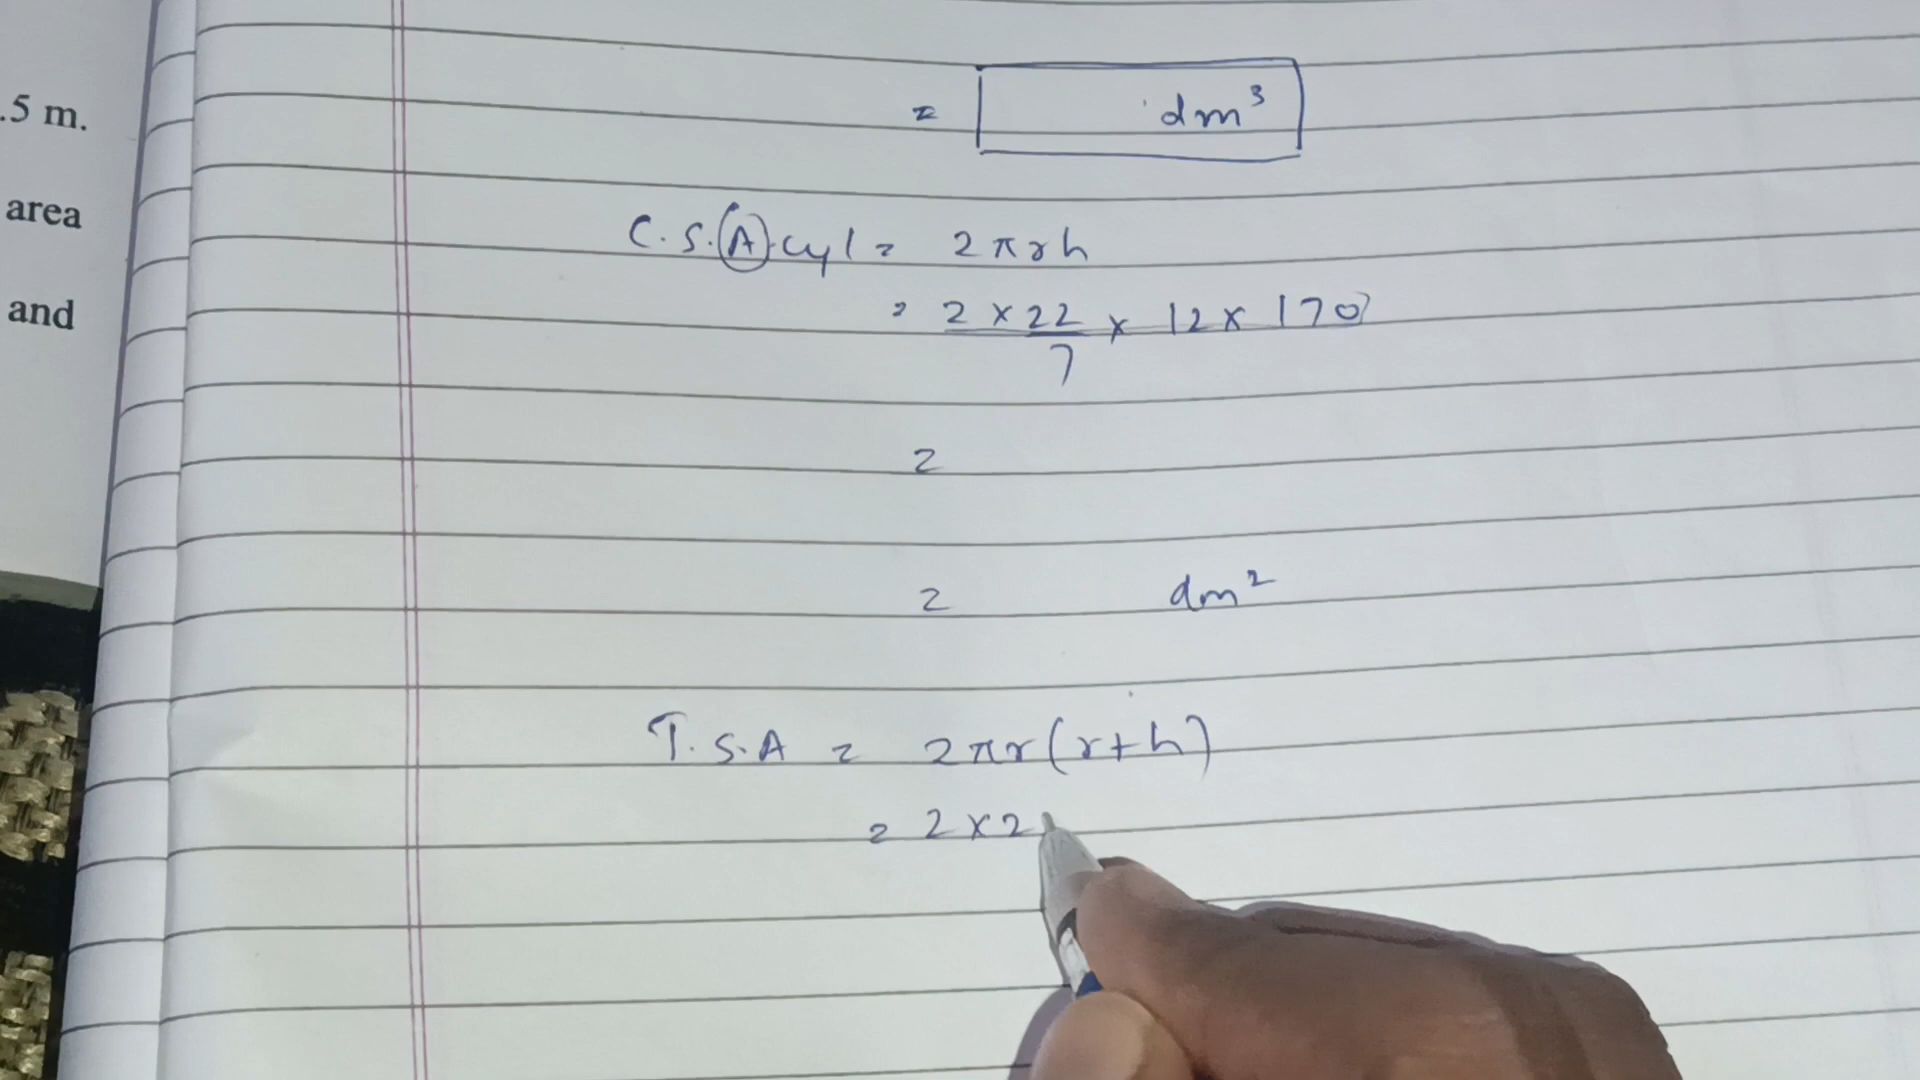 .5 m.
area
and
= dm³
C.S.A.cyl = 2πrh
= 2 × 22/7 × 12 × 170
=
= dm²
T.S.A = 2πr(r+h)
= 2 × 2